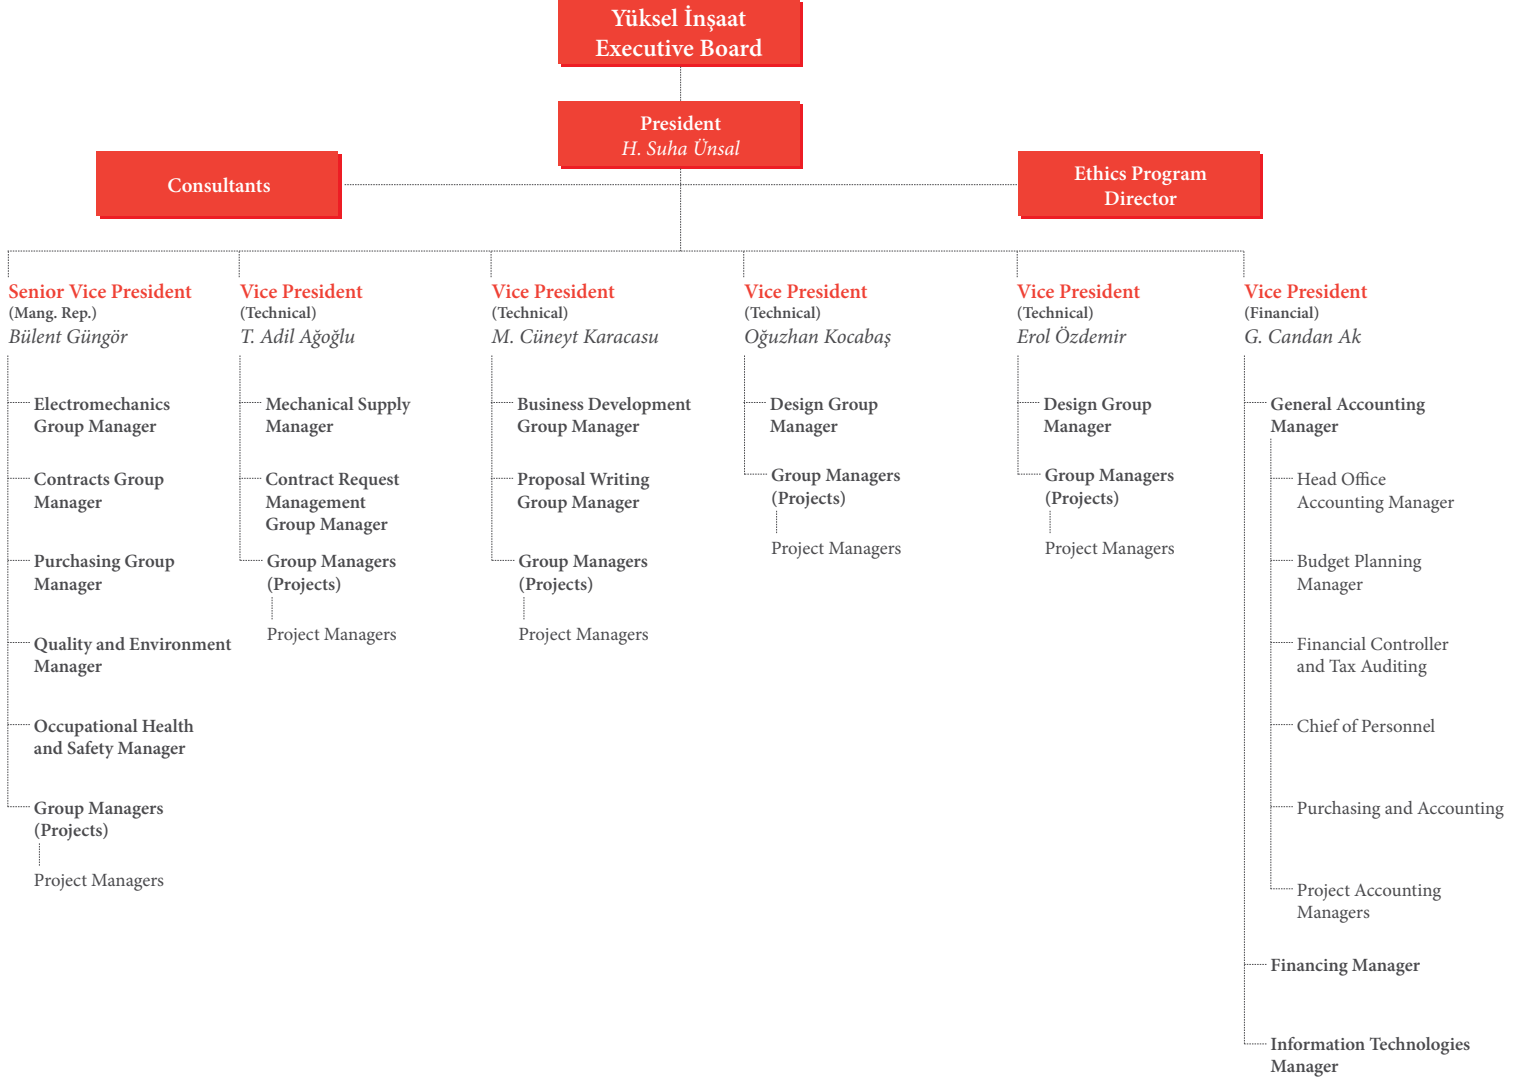 Yüksel İnşaat
Executive Board
President
H. Suha Ünsal
Consultants
Ethics Program
Director
Senior Vice President
(Mang. Rep.)
Bülent Güngör
Electromechanics
Group Manager
Contracts Group
Manager
Purchasing Group
Manager
Quality and Environment
Manager
Occupational Health
and Safety Manager
Group Managers
(Projects)
Project Managers
Vice President
(Technical)
T. Adil Ağoğlu
Mechanical Supply
Manager
Contract Request
Management
Group Manager
Group Managers
(Projects)
Project Managers
Vice President
(Technical)
M. Cüneyt Karacasu
Business Development
Group Manager
Proposal Writing
Group Manager
Group Managers
(Projects)
Project Managers
Vice President
(Technical)
Oğuzhan Kocabaş
Design Group
Manager
Group Managers
(Projects)
Project Managers
Vice President
(Technical)
Erol Özdemir
Design Group
Manager
Group Managers
(Projects)
Project Managers
Vice President
(Financial)
G. Candan Ak
General Accounting
Manager
Head Office
Accounting Manager
Budget Planning
Manager
Financial Controller
and Tax Auditing
Chief of Personnel
Purchasing and Accounting
Project Accounting
Managers
Financing Manager
Information Technologies
Manager